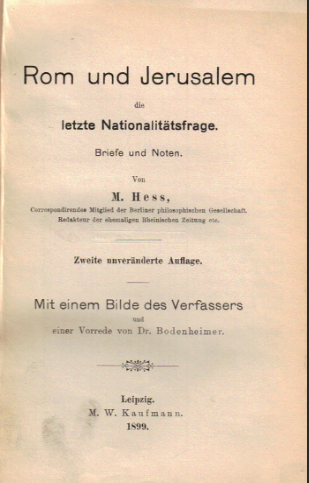 Rom und Jerusalem
die
letzte Nationalitätsfrage.
Briefe und Noten.
Von
M. Hess,
Correspondirendes Mitglied der Berliner philosophischen Gesellschaft.
Redakteur der ehemaligen Rheinischen Zeitung etc.
Zweite unveränderte Auflage.
Mit einem Bilde des Verfassers
und
einer Vorrede von Dr. Bodenheimer.
Leipzig.
M. W. Kaufmann.
1899.